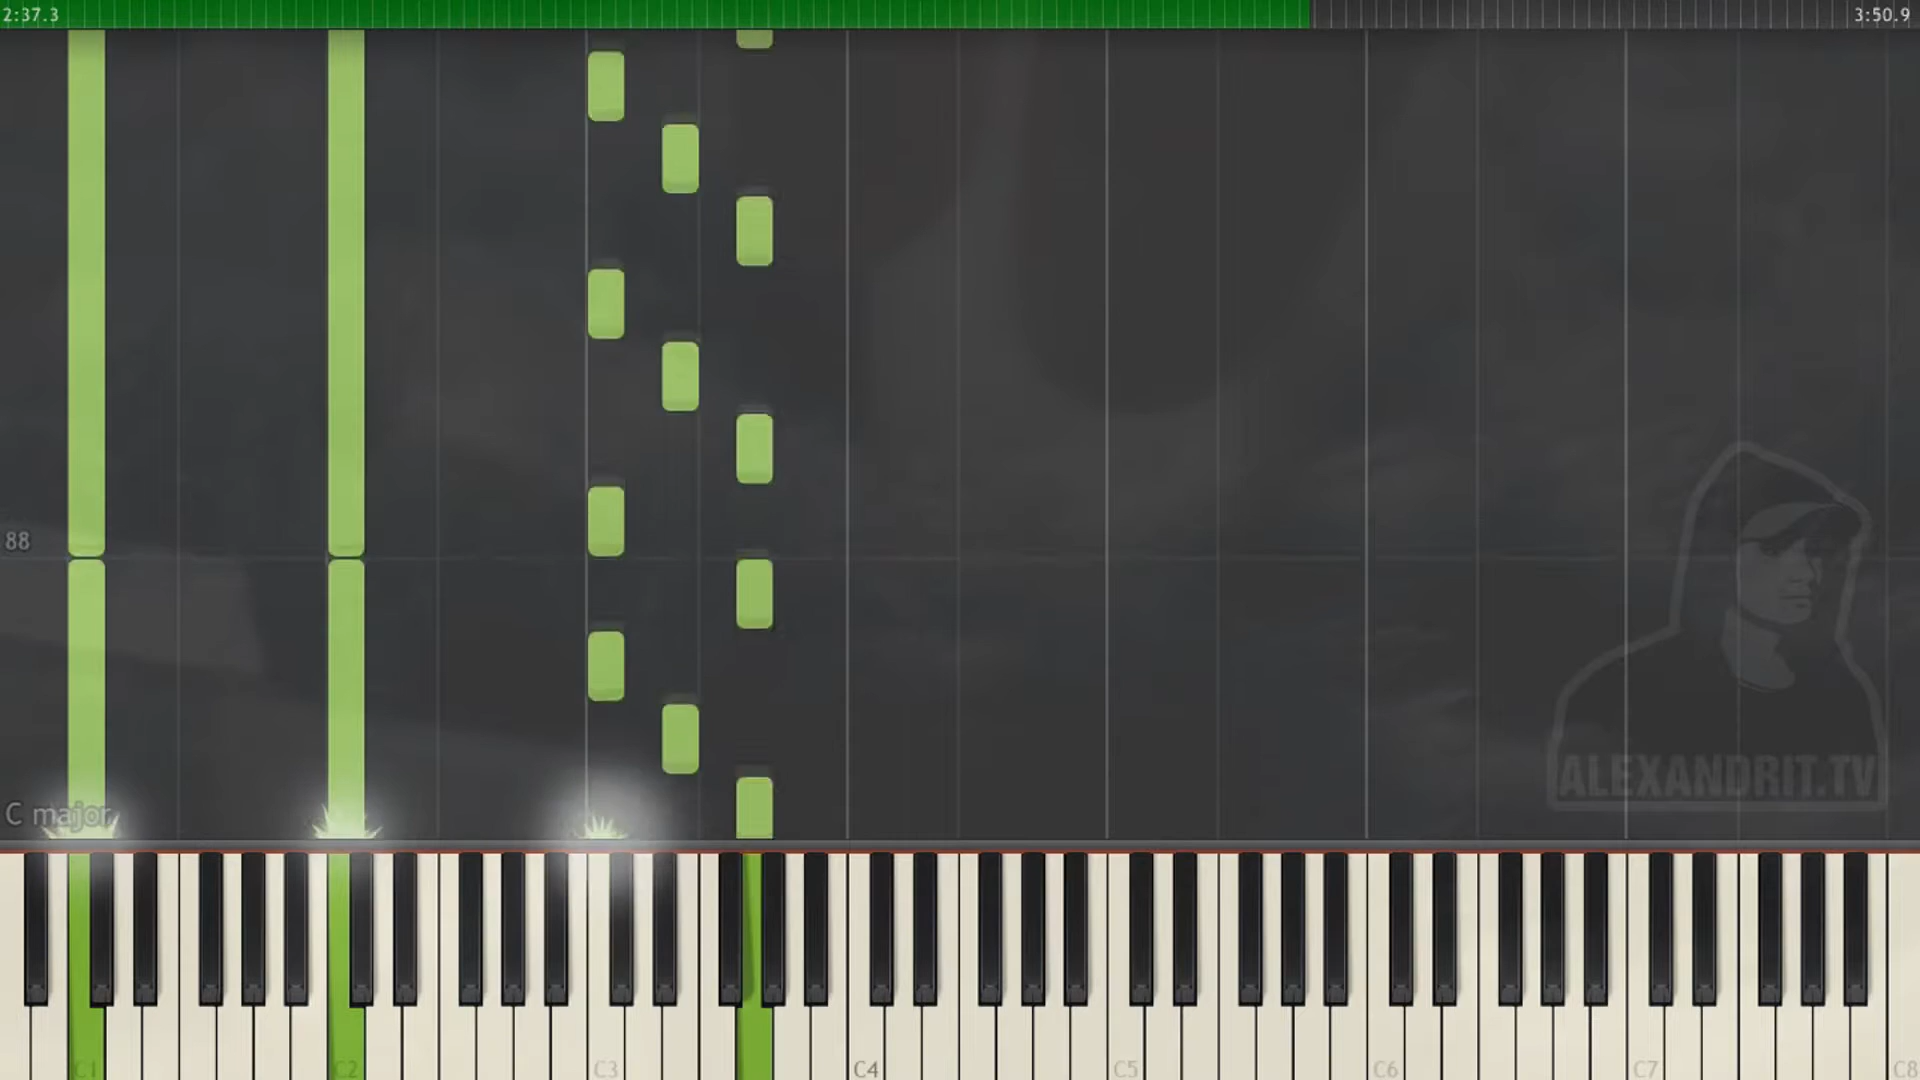 2:37.3
3:50.9
88
C major
ALEXANDRIT.TV
C1
C2
C3
C4
C5
C6
C7
C8